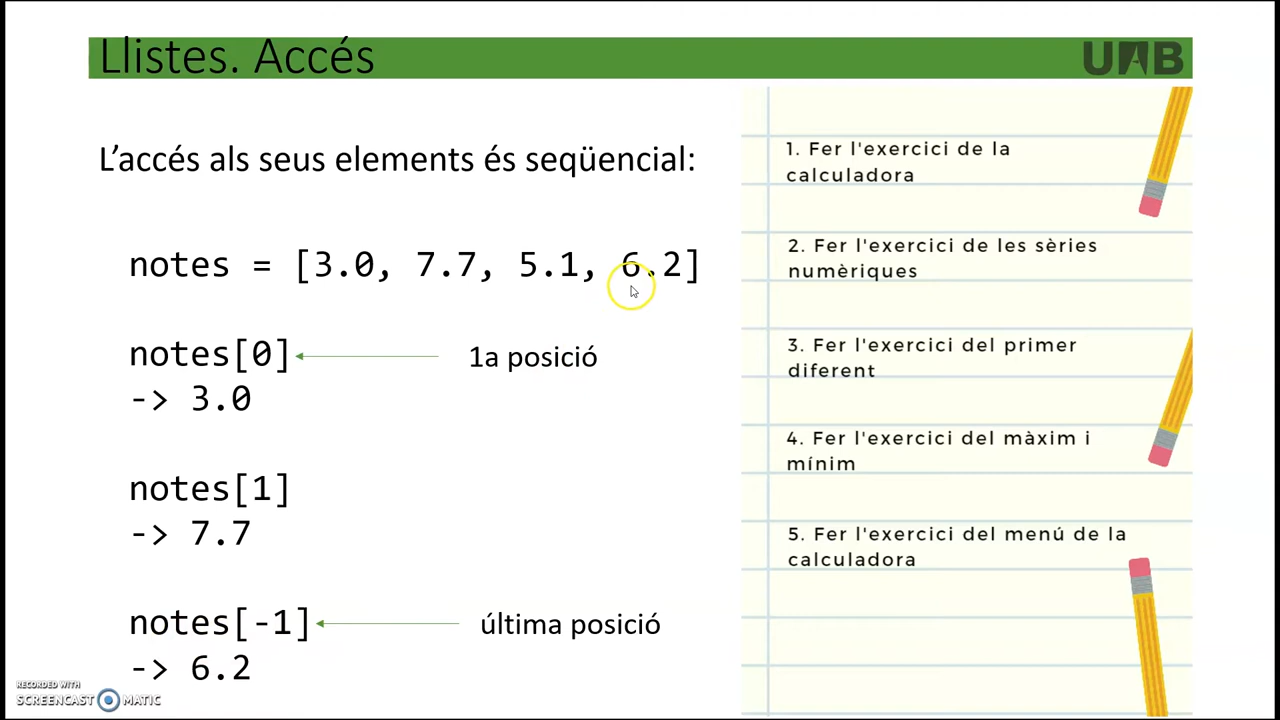 Llistes. Accés
UAB
L'accés als seus elements és seqüencial:
notes = [3.0, 7.7, 5.1, 6.2]
notes[0]
1a posició
-> 3.0
notes[1]
-> 7.7
notes[-1]
última posició
-> 6.2
1. Fer l'exercici de la
calculadora
2. Fer l'exercici de les sèries
numèriques
3. Fer l'exercici del primer
diferent
4. Fer l'exercici del màxim i
mínim
5. Fer l'exercici del menú de la
calculadora
RECORDED WITH
SCREENCAST MATIC